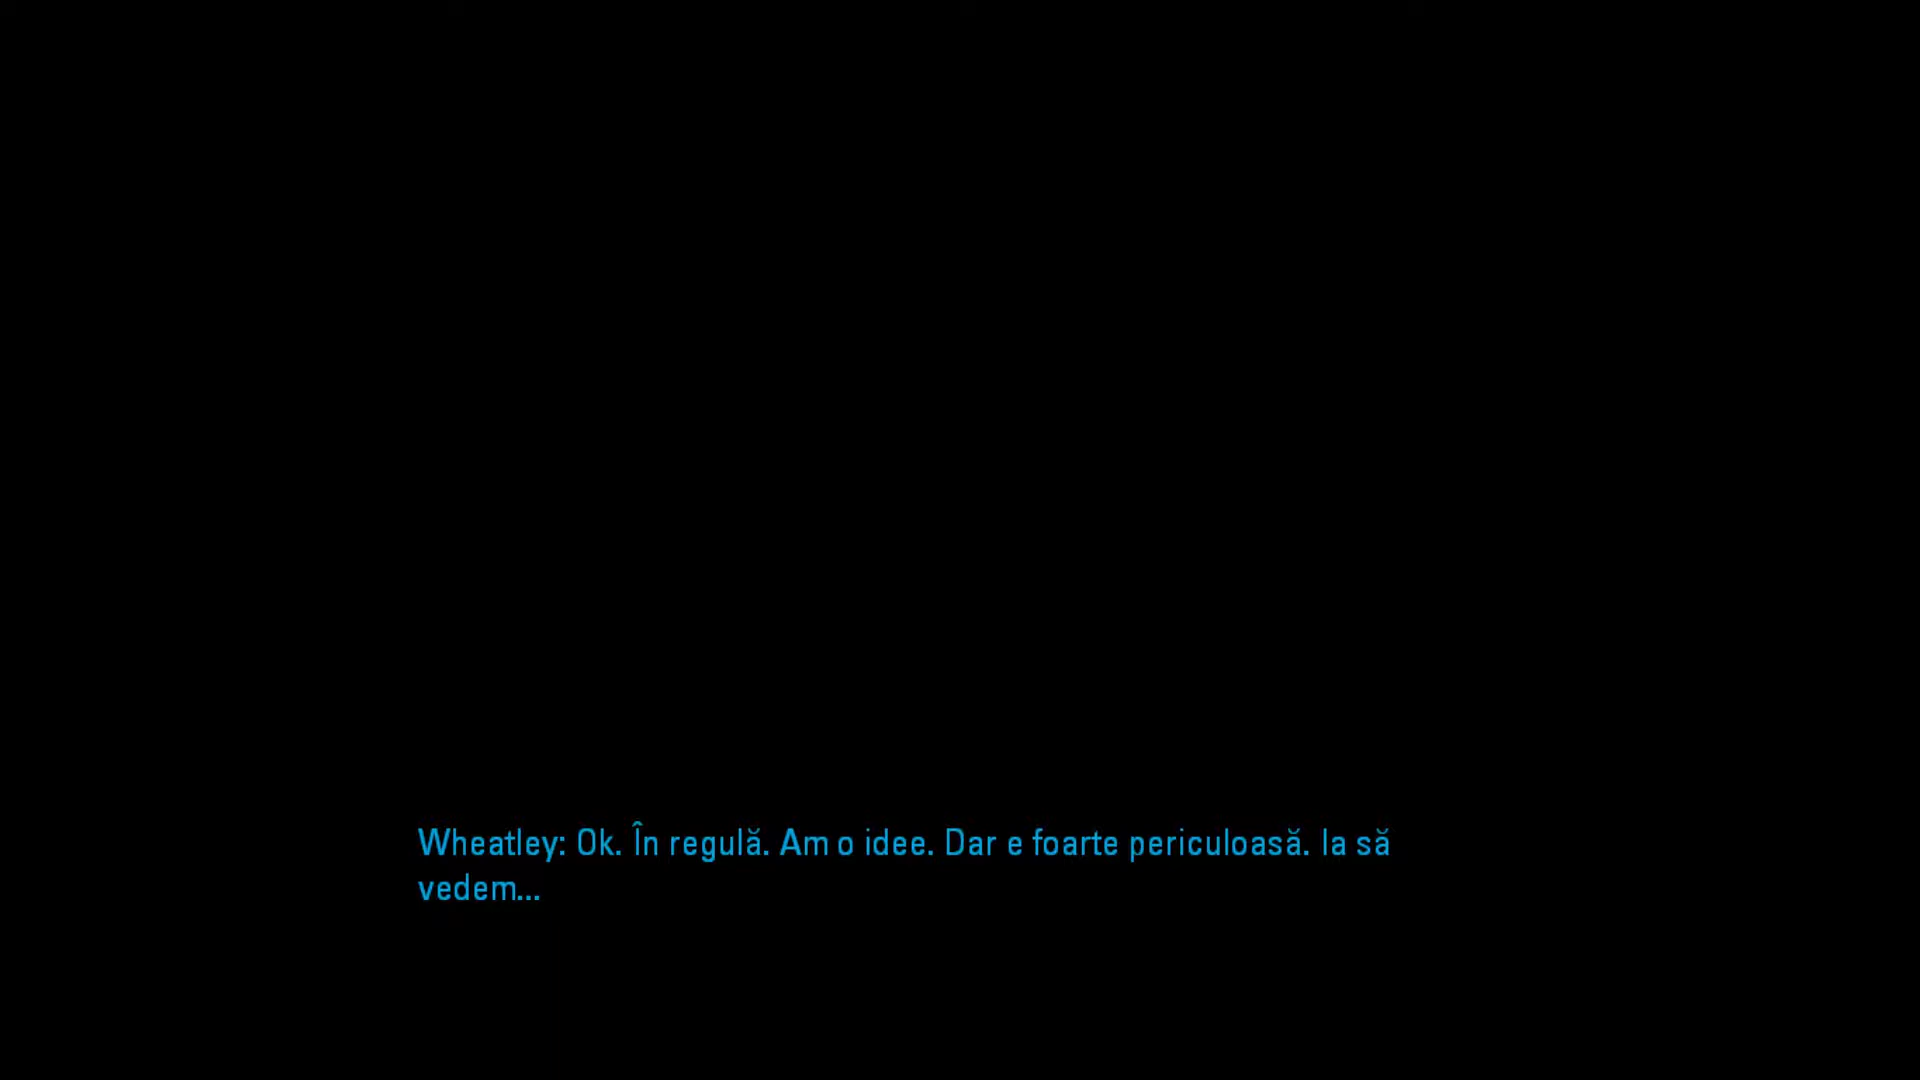 Wheatley: Ok. În regulă. Am o idee. Dar e foarte periculoasă. Ia să
vedem...